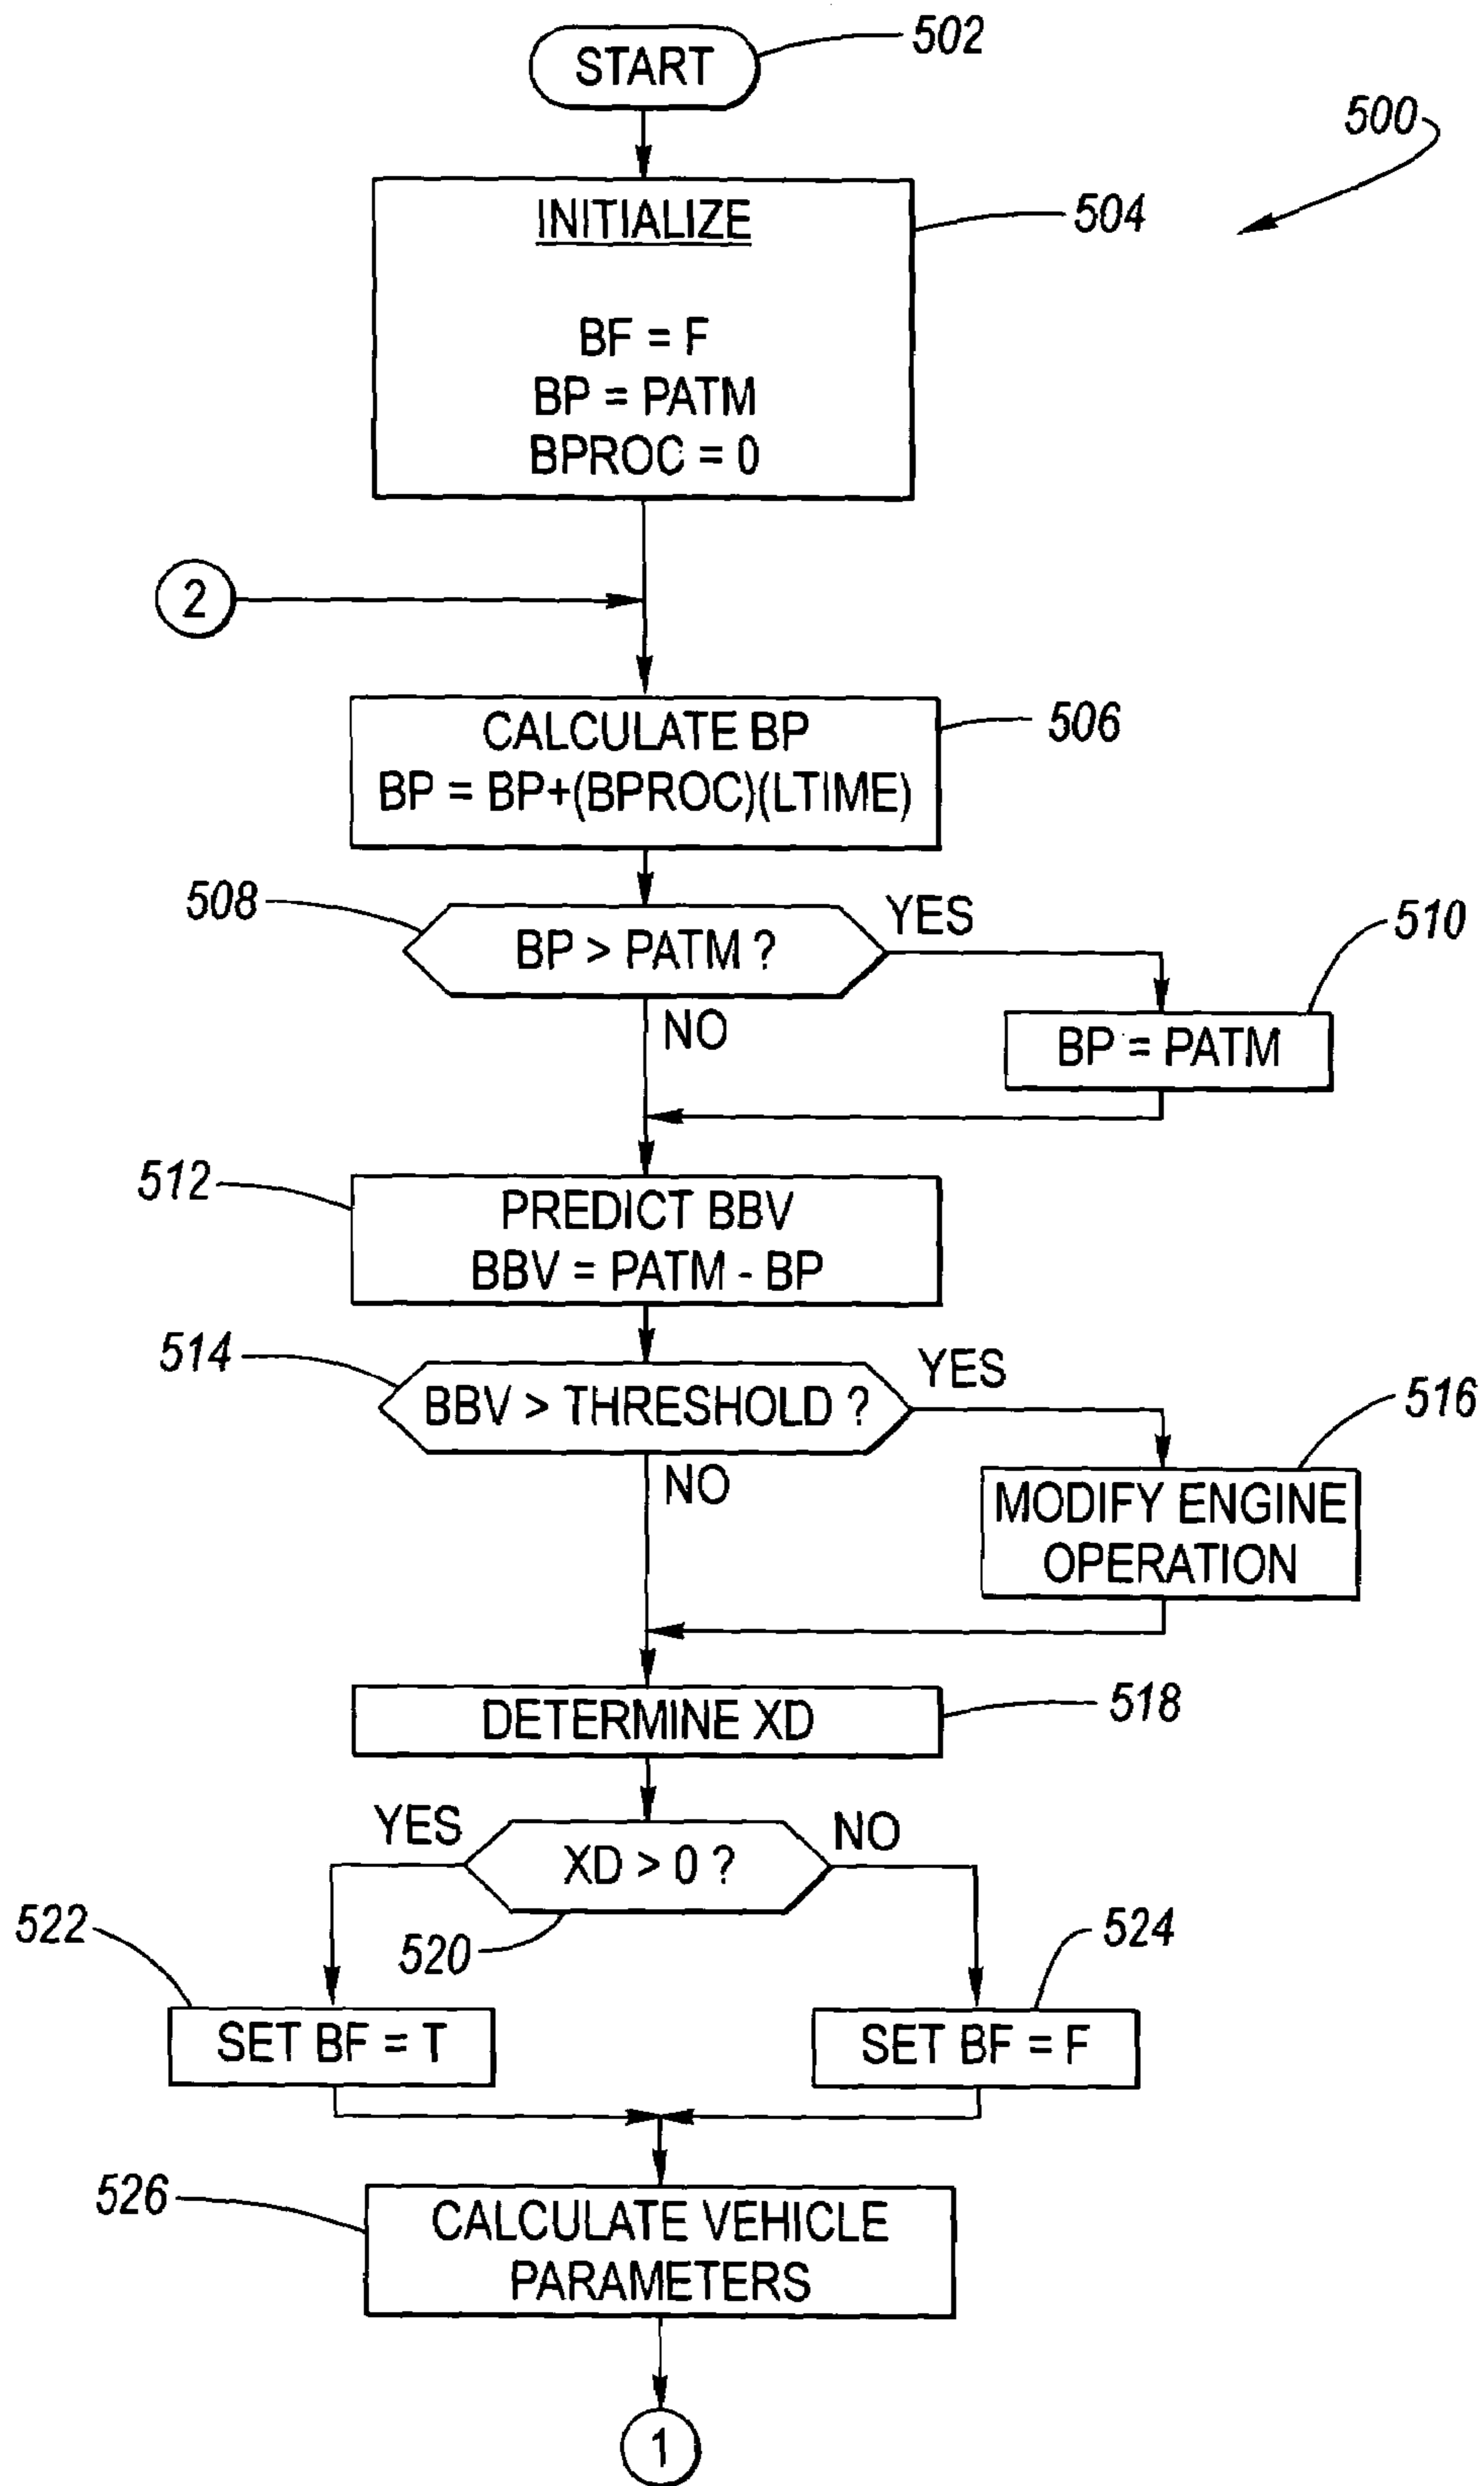 START
502
500
INITIALIZE
504
BF = F
BP = PATM
BPROC = 0
2
CALCULATE BP
BP = BP+(BPROC)(LTIME)
506
508
BP > PATM ?
YES
510
NO
BP = PATM
512
PREDICT BBV
BBV = PATM - BP
514
BBV > THRESHOLD ?
YES
516
NO
MODIFY ENGINE
OPERATION
DETERMINE XD
518
YES
XD > 0 ?
NO
522
520
524
SET BF = T
SET BF = F
526
CALCULATE VEHICLE
PARAMETERS
1